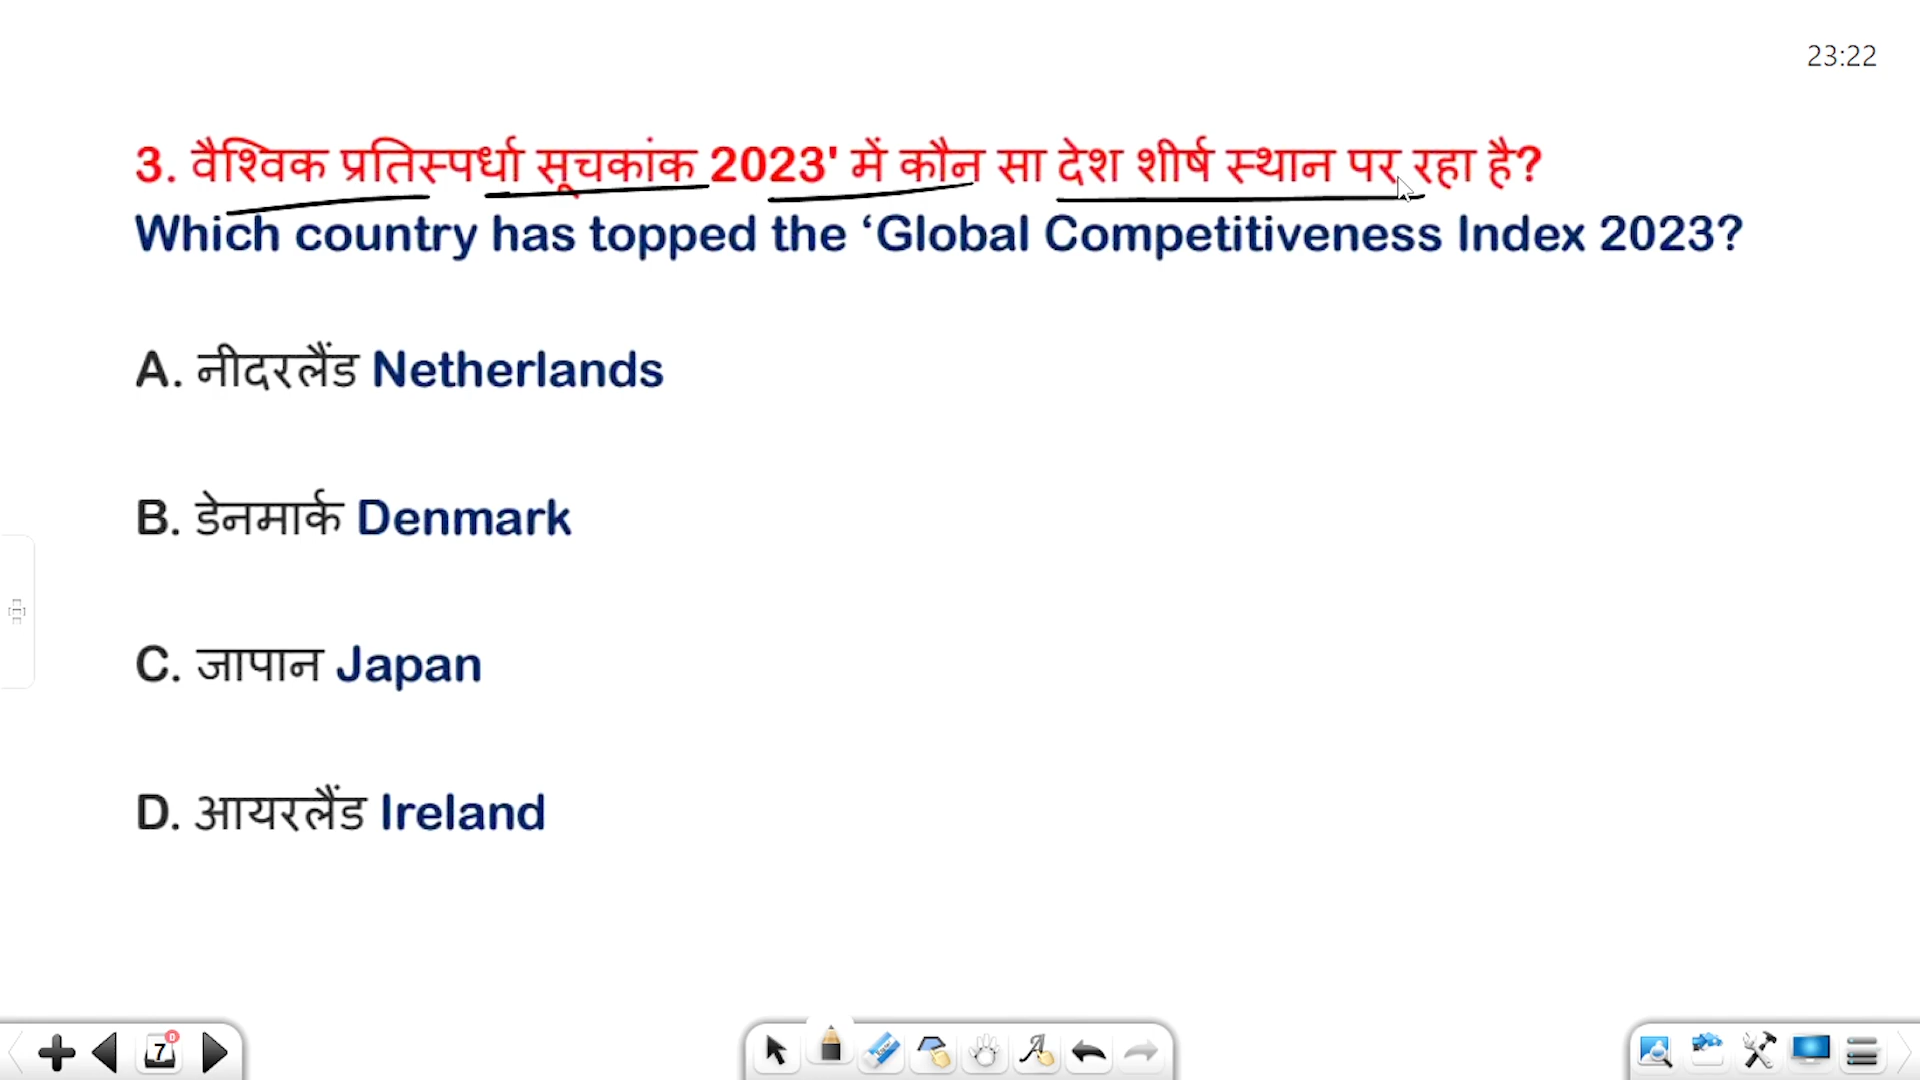 23:22
3. वैश्विक प्रतिस्पर्धा सूचकांक 2023' में कौन सा देश शीर्ष स्थान पर रहा है?
Which country has topped the ‘Global Competitiveness Index 2023?
A. नीदरलैंड Netherlands
B. डेनमार्क Denmark
C. जापान Japan
D. आयरलैंड Ireland
7
D